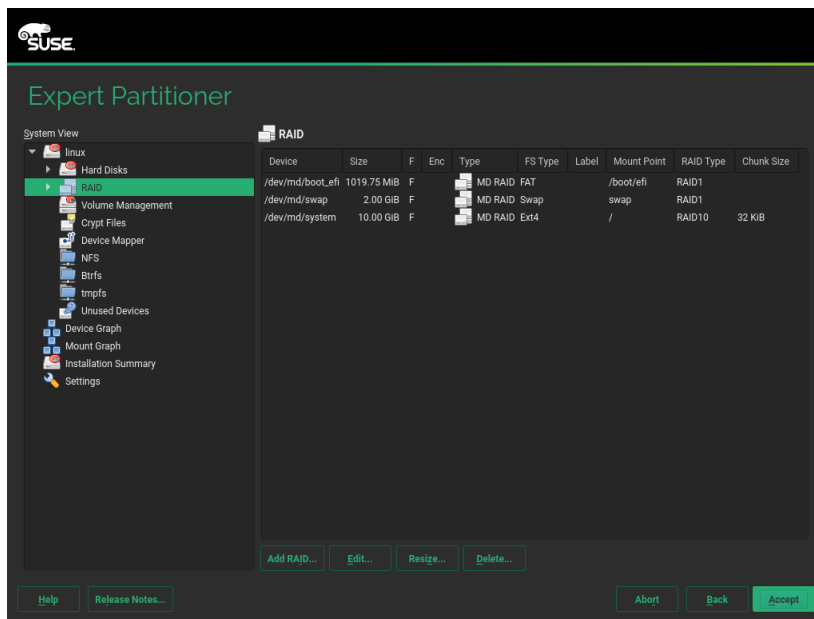 SUSE.
Expert Partitioner
System View
linux
Hard Disks
RAID
Volume Management
Crypt Files
Device Mapper
NFS
Btrfs
tmpfs
Unused Devices
Device Graph
Mount Graph
Installation Summary
Settings
RAID
Device Size F Enc Type FS Type Label Mount Point RAID Type Chunk Size
/dev/md/boot_efi 1019.75 MiB F MD RAID FAT /boot/efi RAID1
/dev/md/swap 2.00 GiB F MD RAID Swap swap RAID1
/dev/md/system 10.00 GiB F MD RAID Ext4 / RAID10 32 KiB
Add RAID... Edit... Resize... Delete...
Help Release Notes... Abort Back Accept